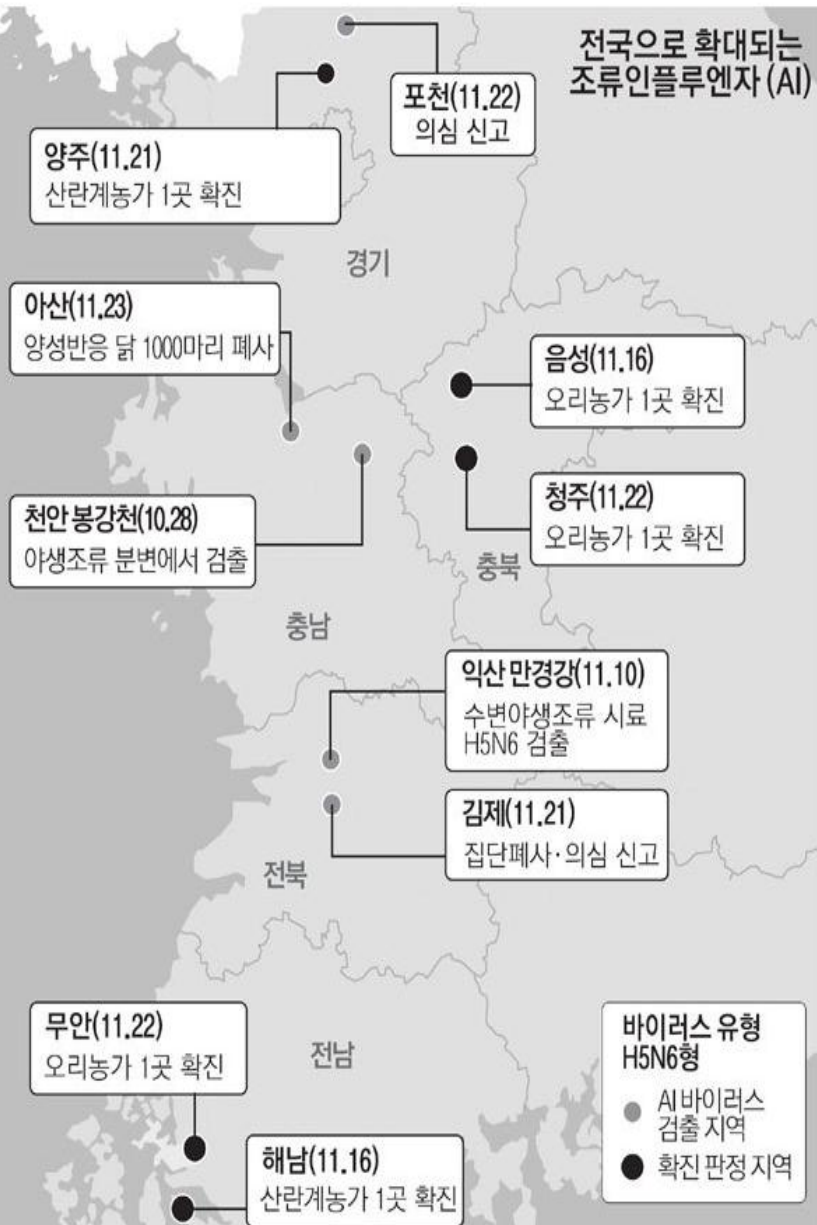 전국으로 확대되는
조류인플루엔자 (AI)
포천(11.22)
의심 신고
양주(11.21)
산란계농가 1곳 확진
경기
아산(11.23)
양성반응 닭 1000마리 폐사
음성(11.16)
오리농가 1곳 확진
천안 봉강천(10.28)
야생조류 분변에서 검출
청주(11.22)
오리농가 1곳 확진
충북
충남
익산 만경강(11.10)
수변야생조류 시료
H5N6 검출
김제(11.21)
집단폐사·의심 신고
전북
무안(11.22)
오리농가 1곳 확진
전남
해남(11.16)
산란계농가 1곳 확진
바이러스 유형
H5N6형
AI 바이러스
검출 지역
확진 판정 지역